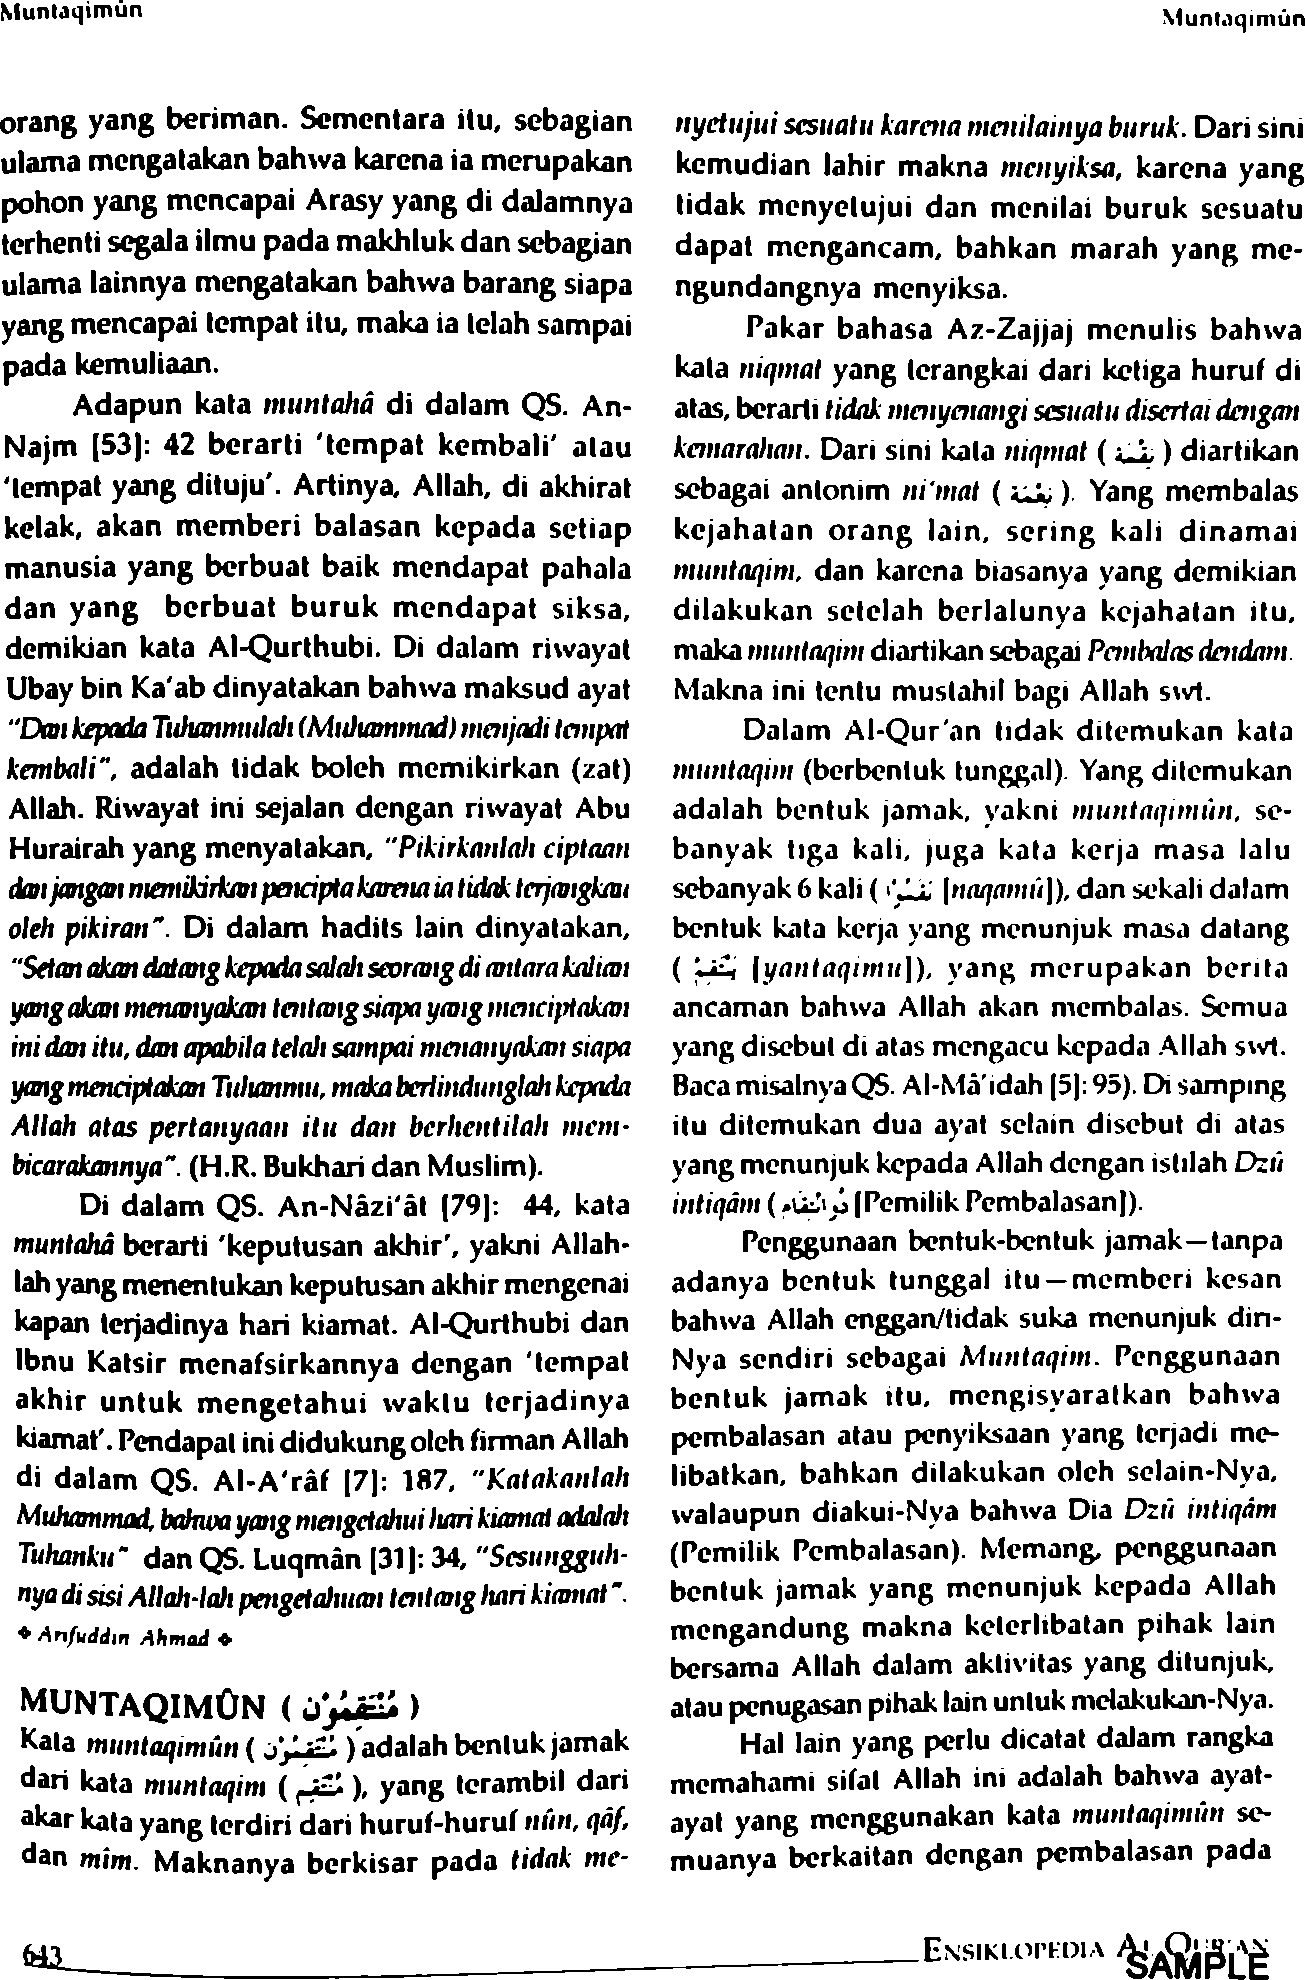 Muntaqimûn
Muntaqimûn
orang yang beriman. Sementara itu, sebagian
ulama mengatakan bahwa karena ia merupakan
pohon yang mencapai Arasy yang di dalamnya
terhenti segala ilmu pada makhluk dan sebagian
ulama lainnya mengatakan bahwa barang siapa
yang mencapai tempat itu, maka ia telah sampai
pada kemuliaan.
Adapun kata muntahâ di dalam QS. An-
Najm [53]: 42 berarti 'tempat kembali' atau
'tempat yang dituju'. Artinya, Allah, di akhirat
kelak, akan memberi balasan kepada setiap
manusia yang berbuat baik mendapat pahala
dan yang berbuat buruk mendapat siksa,
demikian kata Al-Qurthubi. Di dalam riwayat
Ubay bin Ka'ab dinyatakan bahwa maksud ayat
"Dan kepada Tuhanmulah (Muhammad) menjadi tempat
kembali", adalah tidak boleh memikirkan (zat)
Allah. Riwayat ini sejalan dengan riwayat Abu
Hurairah yang menyatakan, "Pikirkanlah ciptaan
dan jangan memikirkan pencipta karena ia tidak terjangkau
oleh pikiran". Di dalam hadits lain dinyatakan,
"Setan akan datang kepada salah seorang di antara kalian
yang akan menanyakan tentang siapa yang menciptakan
ini dan itu, dan apabila telah sampai menanyakan siapa
yang menciptakan Tuhanmu, maka berlindunglah kepada
Allah atas pertanyaan itu dan berhentilah mem-
bicarakannya". (H.R. Bukhari dan Muslim).
Di dalam QS. An-Nâzi'ât [79]: 44, kata
muntahâ berarti 'keputusan akhir', yakni Allah-
lah yang menentukan keputusan akhir mengenai
kapan terjadinya hari kiamat. Al-Qurthubi dan
Ibnu Katsir menafsirkannya dengan 'tempat
akhir untuk mengetahui waktu terjadinya
kiamat'. Pendapat ini didukung oleh firman Allah
di dalam QS. Al-A'râf [7]: 187, "Katakanlah
Muhammad, bahwa yang mengetahui hari kiamat adalah
Tuhanku" dan QS. Luqmân [31]: 34, "Sesungguh-
nya di sisi Allah-lah pengetahuan tentang hari kiamat".
✦ Arifuddin Ahmad ✦
MUNTAQIMÛN ( مُنْتَقِمُوْن )
Kata muntaqimûn ( مُنْتَقِمُوْن ) adalah bentuk jamak
dari kata muntaqim ( مُنْتَقِم ), yang terambil dari
akar kata yang terdiri dari huruf-huruf nûn, qâf,
dan mîm. Maknanya berkisar pada tidak me-
nyetujui sesuatu karena menilainya buruk. Dari sini
kemudian lahir makna menyiksa, karena yang
tidak menyetujui dan menilai buruk sesuatu
dapat mengancam, bahkan marah yang me-
ngundangnya menyiksa.
Pakar bahasa Az-Zajjaj menulis bahwa
kata niqmat yang terangkai dari ketiga huruf di
atas, berarti tidak menyenangi sesuatu disertai dengan
kemarahan. Dari sini kata niqmat ( نِقْمَة ) diartikan
sebagai antonim ni'mat ( نِعْمَة ). Yang membalas
kejahatan orang lain, sering kali dinamai
muntaqim, dan karena biasanya yang demikian
dilakukan setelah berlalunya kejahatan itu,
maka muntaqim diartikan sebagai Pembalas dendam.
Makna ini tentu mustahil bagi Allah swt.
Dalam Al-Qur'an tidak ditemukan kata
muntaqim (berbentuk tunggal). Yang ditemukan
adalah bentuk jamak, yakni muntaqimûn, se-
banyak tiga kali, juga kata kerja masa lalu
sebanyak 6 kali ( [naqamû]), dan sekali dalam
bentuk kata kerja yang menunjuk masa datang
( [yantaqimu]), yang merupakan berita
ancaman bahwa Allah akan membalas. Semua
yang disebut di atas mengacu kepada Allah swt.
Baca misalnya QS. Al-Mâ'idah [5]: 95). Di samping
itu ditemukan dua ayat selain disebut di atas
yang menunjuk kepada Allah dengan istilah Dzû
intiqâm ( ذُو انْتِقَام [Pemilik Pembalasan]).
Penggunaan bentuk-bentuk jamak—tanpa
adanya bentuk tunggal itu—memberi kesan
bahwa Allah enggan/tidak suka menunjuk diri-
Nya sendiri sebagai Muntaqim. Penggunaan
bentuk jamak itu, mengisyaratkan bahwa
pembalasan atau penyiksaan yang terjadi me-
libatkan, bahkan dilakukan oleh selain-Nya,
walaupun diakui-Nya bahwa Dia Dzû intiqâm
(Pemilik Pembalasan). Memang, penggunaan
bentuk jamak yang menunjuk kepada Allah
mengandung makna keterlibatan pihak lain
bersama Allah dalam aktivitas yang ditunjuk,
atau penugasan pihak lain untuk melakukan-Nya.
Hal lain yang perlu dicatat dalam rangka
memahami sifat Allah ini adalah bahwa ayat-
ayat yang menggunakan kata muntaqimûn se-
muanya berkaitan dengan pembalasan pada
643
ENSIKLOPEDIA AL-QUR'AN
SAMPLE